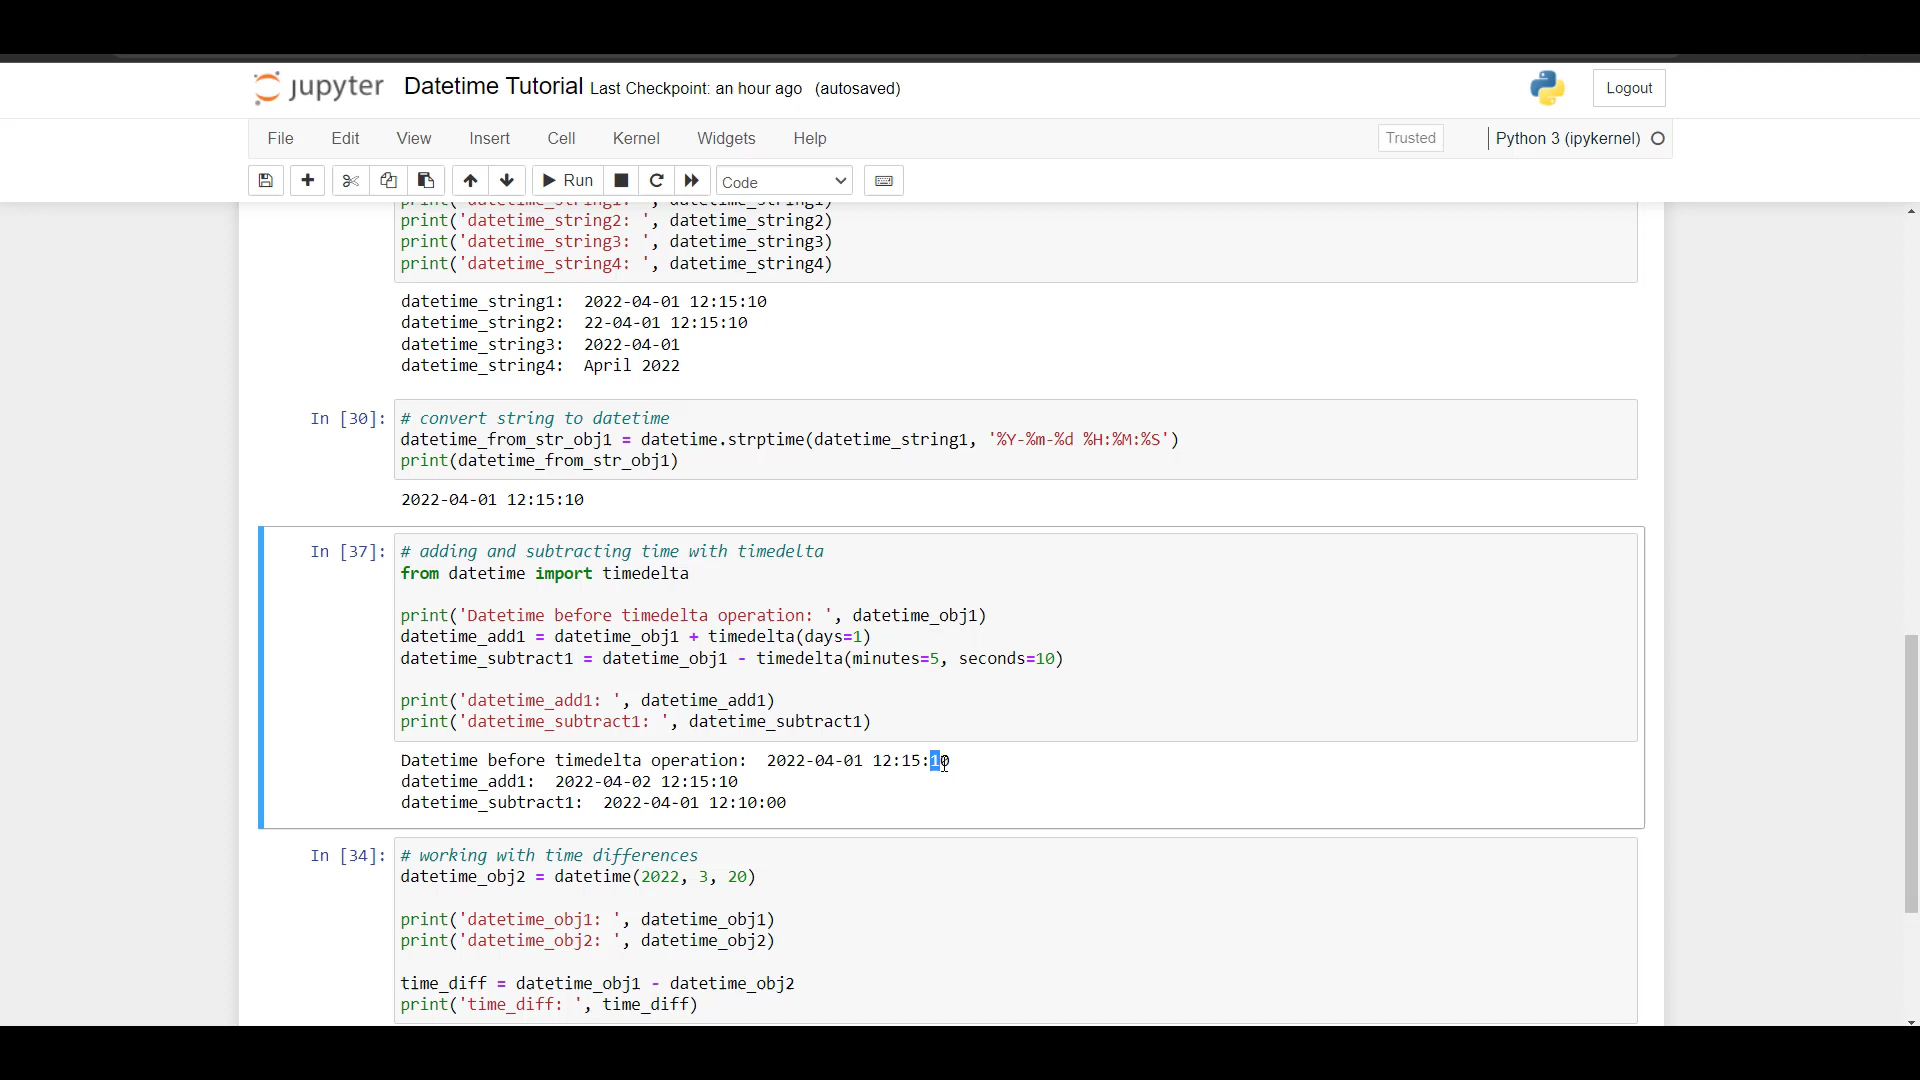 jupyter Datetime Tutorial Last Checkpoint: an hour ago (autosaved) Logout
File Edit View Insert Cell Kernel Widgets Help Trusted Python 3 (ipykernel)
Run Code
print('datetime_string1: ', datetime_string1)
print('datetime_string2: ', datetime_string2)
print('datetime_string3: ', datetime_string3)
print('datetime_string4: ', datetime_string4)
datetime_string1:  2022-04-01 12:15:10
datetime_string2:  22-04-01 12:15:10
datetime_string3:  2022-04-01
datetime_string4:  April 2022
In [30]: # convert string to datetime
datetime_from_str_obj1 = datetime.strptime(datetime_string1, '%Y-%m-%d %H:%M:%S')
print(datetime_from_str_obj1)
2022-04-01 12:15:10
In [37]: # adding and subtracting time with timedelta
from datetime import timedelta
print('Datetime before timedelta operation: ', datetime_obj1)
datetime_add1 = datetime_obj1 + timedelta(days=1)
datetime_subtract1 = datetime_obj1 - timedelta(minutes=5, seconds=10)
print('datetime_add1: ', datetime_add1)
print('datetime_subtract1: ', datetime_subtract1)
Datetime before timedelta operation:  2022-04-01 12:15:10
datetime_add1:  2022-04-02 12:15:10
datetime_subtract1:  2022-04-01 12:10:00
In [34]: # working with time differences
datetime_obj2 = datetime(2022, 3, 20)
print('datetime_obj1: ', datetime_obj1)
print('datetime_obj2: ', datetime_obj2)
time_diff = datetime_obj1 - datetime_obj2
print('time_diff: ', time_diff)